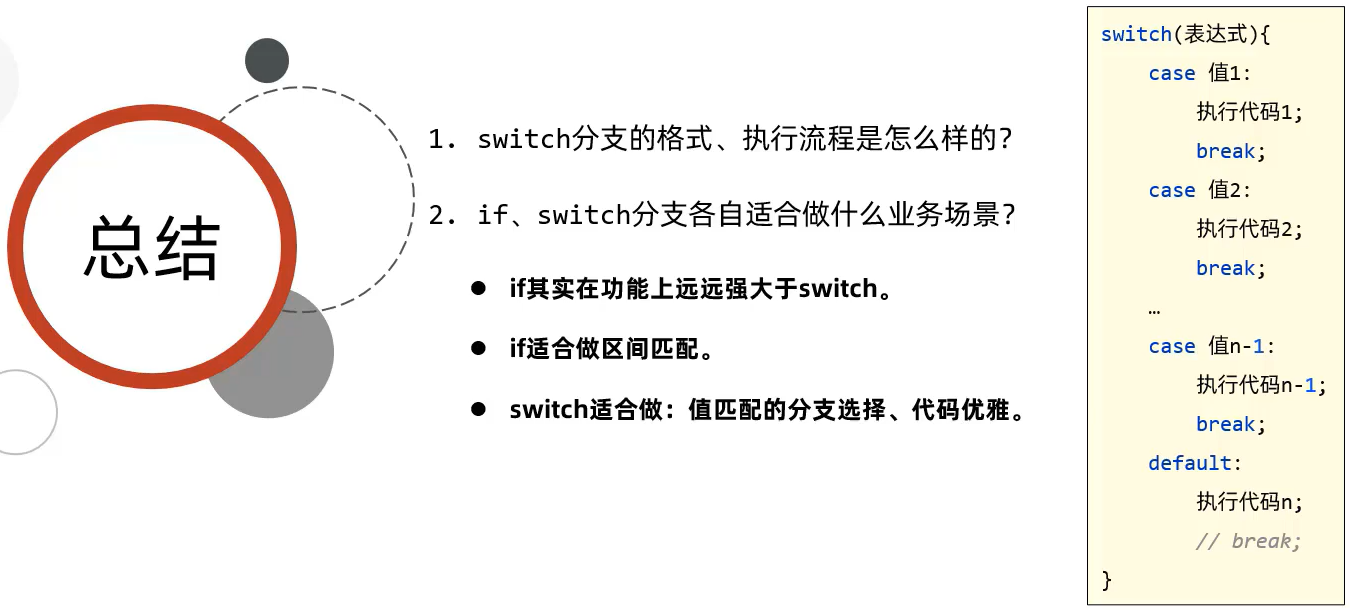 总结
1. switch分支的格式、执行流程是怎么样的?
2. if、switch分支各自适合做什么业务场景?
● if其实在功能上远远强大于switch。
● if适合做区间匹配。
● switch适合做：值匹配的分支选择、代码优雅。
switch(表达式){
    case 值1:
        执行代码1;
        break;
    case 值2:
        执行代码2;
        break;
    …
    case 值n-1:
        执行代码n-1;
        break;
    default:
        执行代码n;
        // break;
}